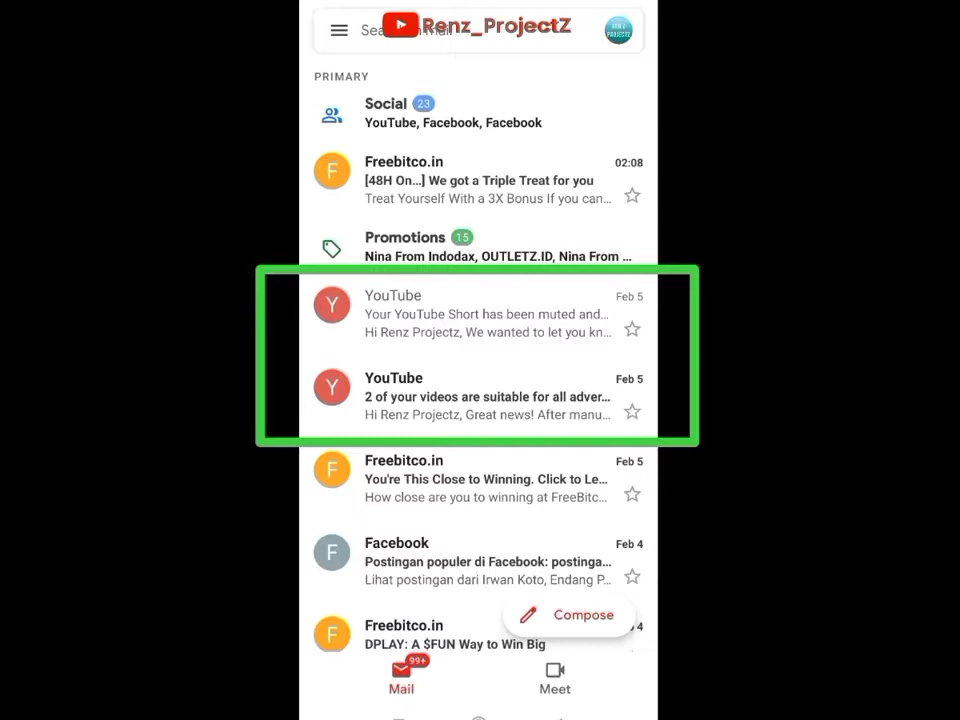 Renz_ProjectZ
PRIMARY
Social 23
YouTube, Facebook, Facebook
F Freebitco.in 02:08
[48H On...] We got a Triple Treat for you
Treat Yourself With a 3X Bonus If you can...
Promotions 15
Nina From Indodax, OUTLETZ.ID, Nina From ...
Y YouTube Feb 5
Your YouTube Short has been muted and...
Hi Renz Projectz, We wanted to let you kn...
Y YouTube Feb 5
2 of your videos are suitable for all adver...
Hi Renz Projectz, Great news! After manu...
F Freebitco.in Feb 5
You're This Close to Winning. Click to Le...
How close are you to winning at FreeBitc...
F Facebook Feb 4
Postingan populer di Facebook: postinga...
Lihat postingan dari Irwan Koto, Endang P...
Compose
F Freebitco.in 4
DPLAY: A $FUN Way to Win Big
99+
Mail Meet